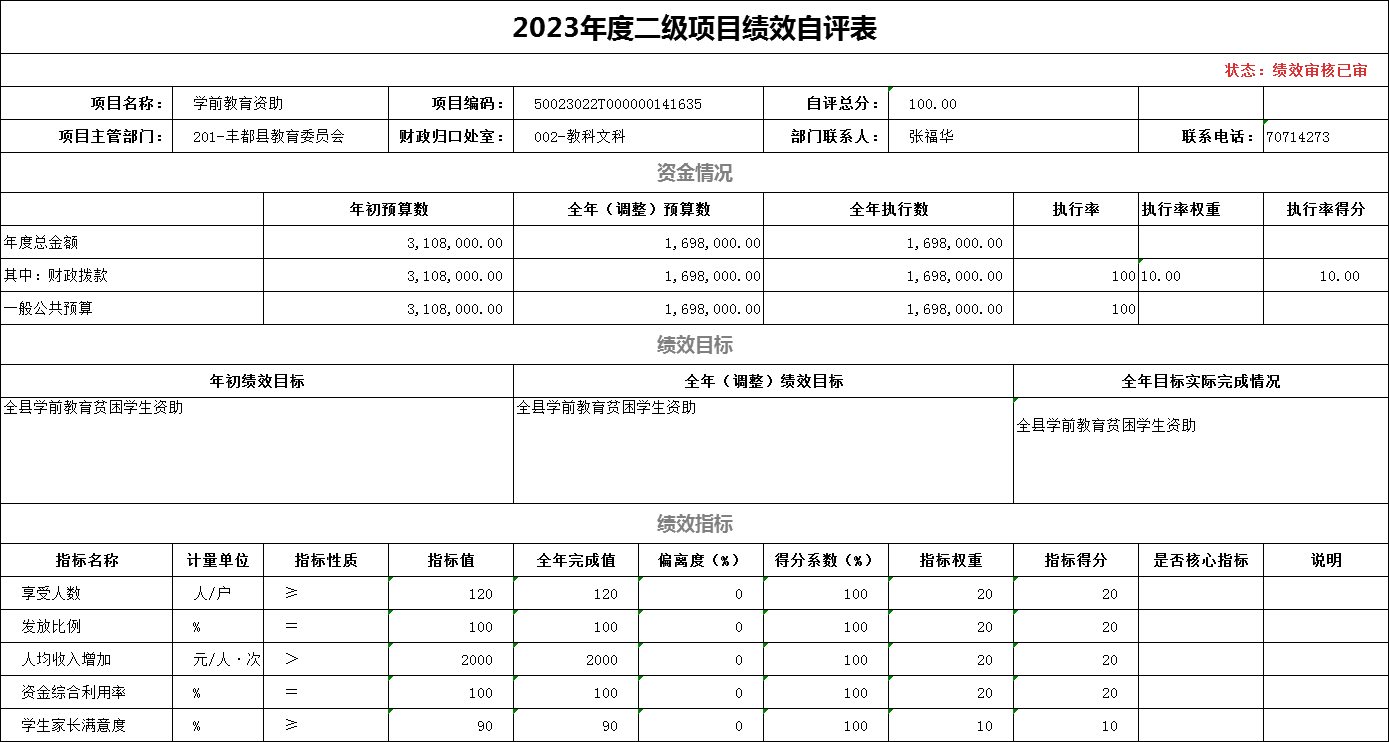 2023年度二级项目绩效自评表
状态：绩效审核已审
项目名称： 学前教育资助 项目编码： 50023022T000000141635 自评总分： 100.00
项目主管部门： 201-丰都县教育委员会 财政归口处室： 002-教科文科 部门联系人： 张福华 联系电话： 70714273
资金情况
年初预算数 全年（调整）预算数 全年执行数 执行率 执行率权重 执行率得分
年度总金额 3,108,000.00 1,698,000.00 1,698,000.00
其中：财政拨款 3,108,000.00 1,698,000.00 1,698,000.00 100 10.00 10.00
一般公共预算 3,108,000.00 1,698,000.00 1,698,000.00 100
绩效目标
年初绩效目标 全年（调整）绩效目标 全年目标实际完成情况
全县学前教育贫困学生资助 全县学前教育贫困学生资助 全县学前教育贫困学生资助
绩效指标
指标名称 计量单位 指标性质 指标值 全年完成值 偏离度（%） 得分系数（%） 指标权重 指标得分 是否核心指标 说明
享受人数 人/户 ≥ 120 120 0 100 20 20
发放比例 % ＝ 100 100 0 100 20 20
人均收入增加 元/人·次 ＞ 2000 2000 0 100 20 20
资金综合利用率 % ＝ 100 100 0 100 20 20
学生家长满意度 % ≥ 90 90 0 100 10 10